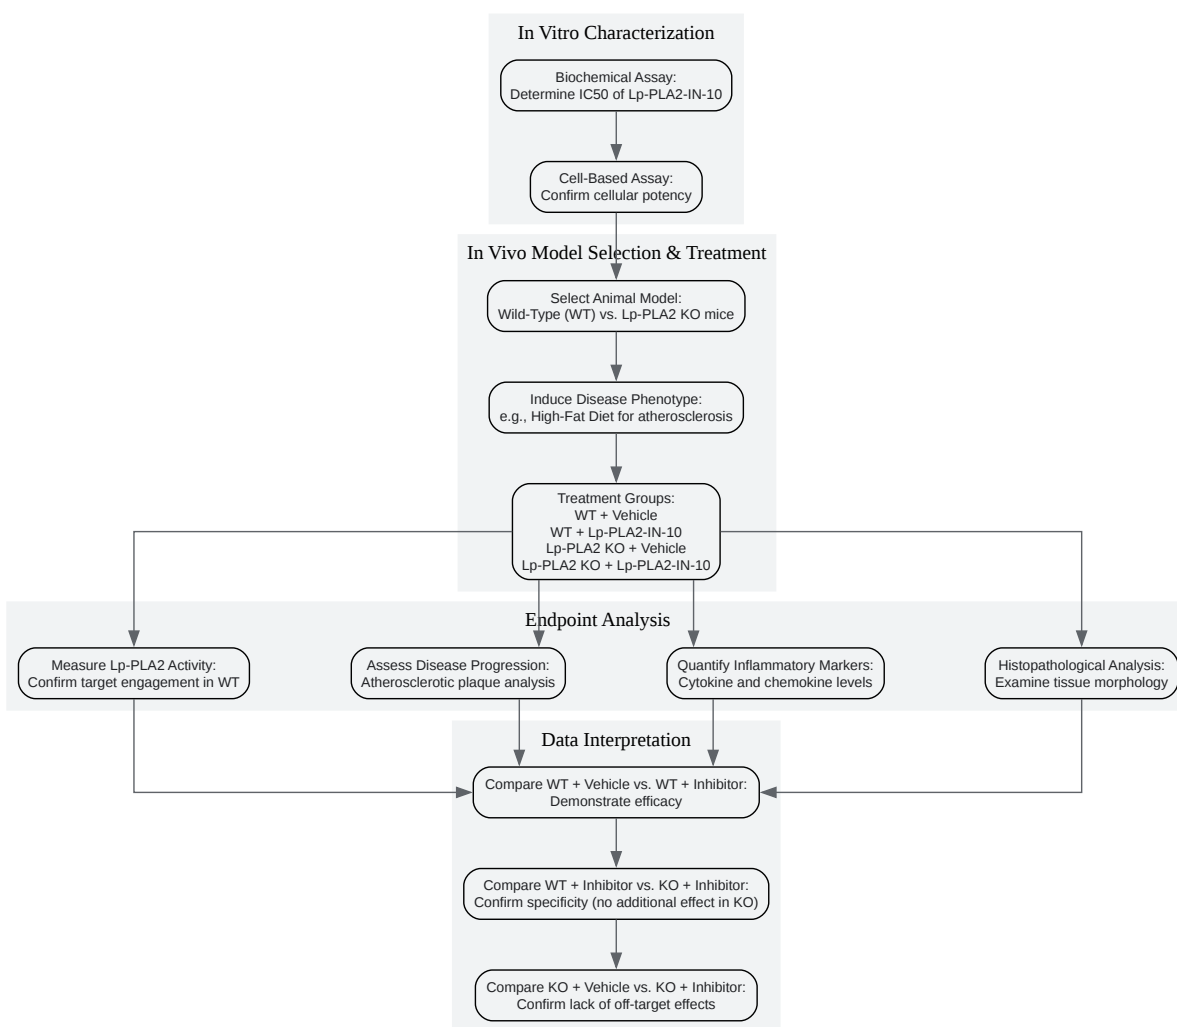 In Vitro Characterization
Biochemical Assay:
Determine IC50 of Lp-PLA2-IN-10
Cell-Based Assay:
Confirm cellular potency
In Vivo Model Selection & Treatment
Select Animal Model:
Wild-Type (WT) vs. Lp-PLA2 KO mice
Induce Disease Phenotype:
e.g., High-Fat Diet for atherosclerosis
Treatment Groups:
WT + Vehicle
WT + Lp-PLA2-IN-10
Lp-PLA2 KO + Vehicle
Lp-PLA2 KO + Lp-PLA2-IN-10
Endpoint Analysis
Measure Lp-PLA2 Activity:
Confirm target engagement in WT
Assess Disease Progression:
Atherosclerotic plaque analysis
Quantify Inflammatory Markers:
Cytokine and chemokine levels
Histopathological Analysis:
Examine tissue morphology
Data Interpretation
Compare WT + Vehicle vs. WT + Inhibitor:
Demonstrate efficacy
Compare WT + Inhibitor vs. KO + Inhibitor:
Confirm specificity (no additional effect in KO)
Compare KO + Vehicle vs. KO + Inhibitor:
Confirm lack of off-target effects